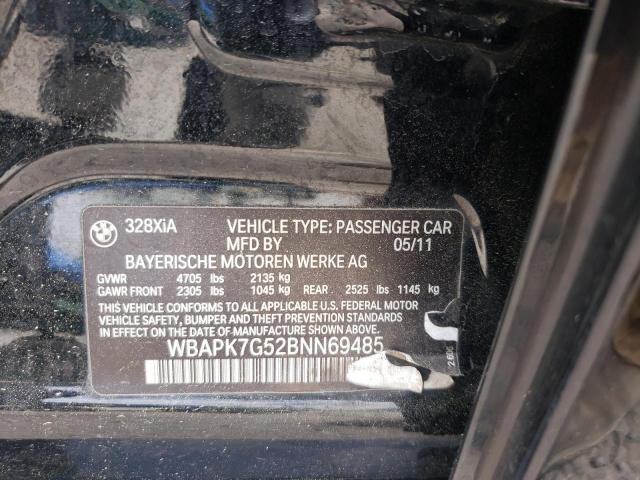 328XiA VEHICLE TYPE: PASSENGER CAR
MFD BY 05/11
BAYERISCHE MOTOREN WERKE AG
GVWR 4705 lbs 2135 kg
GAWR FRONT 2305 lbs 1045 kg REAR 2525 lbs 1145 kg
THIS VEHICLE CONFORMS TO ALL APPLICABLE U.S. FEDERAL MOTOR
VEHICLE SAFETY, BUMPER AND THEFT PREVENTION STANDARDS
IN EFFECT ON THE DATE OF MANUFACTURE SHOWN ABOVE.
WBAPK7G52BNN69485